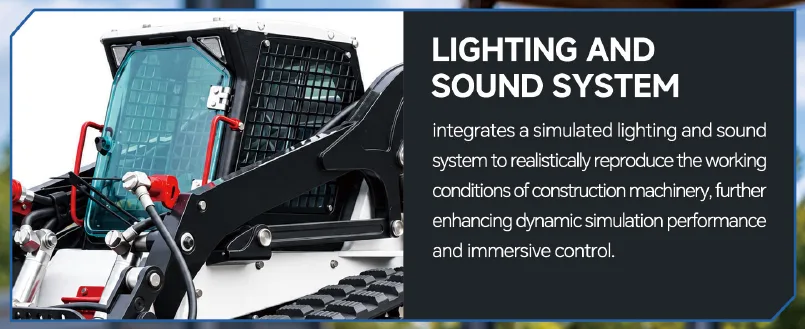 LIGHTING AND
SOUND SYSTEM
integrates a simulated lighting and sound
system to realistically reproduce the working
conditions of construction machinery, further
enhancing dynamic simulation performance
and immersive control.